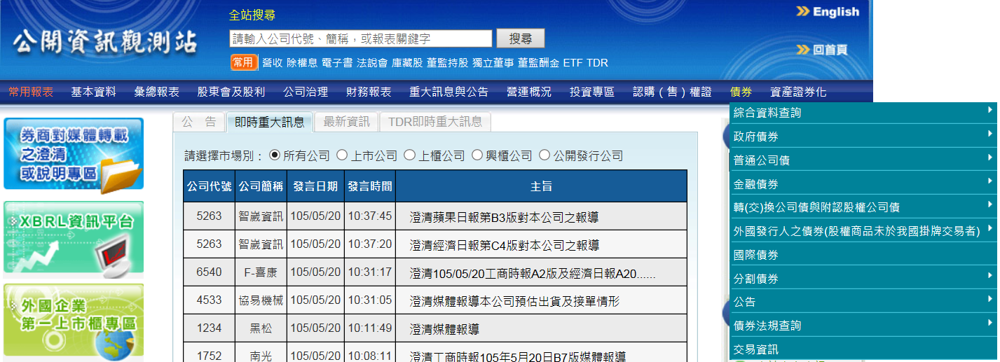 全站搜尋
English
公開資訊觀測站
請輸入公司代號、簡稱，或報表關鍵字
搜尋
回首頁
常用 營收 除權息 電子書 法說會 庫藏股 董監持股 獨立董事 董監酬金 ETF TDR
常用報表 基本資料 彙總報表 股東會及股利 公司治理 財務報表 重大訊息與公告 營運概況 投資專區 認購（售）權證 債券 資產證券化
券商對媒體轉載
之澄清
或說明專區
XBRL資訊平台
外國企業
第一上市櫃專區
公 告 即時重大訊息 最新資訊 TDR即時重大訊息
請選擇市場別： 所有公司 上市公司 上櫃公司 興櫃公司 公開發行公司
公司代號 公司簡稱 發言日期 發言時間 主旨
5263 智崴資訊 105/05/20 10:37:45 澄清蘋果日報第B3版對本公司之報導
5263 智崴資訊 105/05/20 10:37:20 澄清經濟日報第C4版對本公司之報導
6540 F-喜康 105/05/20 10:31:17 澄清105/05/20工商時報A2版及經濟日報A20......
4533 協易機械 105/05/20 10:31:05 澄清媒體報導本公司預估出貨及接單情形
1234 黑松 105/05/20 10:11:49 澄清媒體報導
1752 南光 105/05/20 10:08:11 澄清工商時報105年5月20日B7版媒體報導
綜合資料查詢
政府債券
普通公司債
金融債券
轉(交)換公司債與附認股權公司債
外國發行人之債券(股權商品未於我國掛牌交易者)
國際債券
分割債券
公告
債券法規查詢
交易資訊